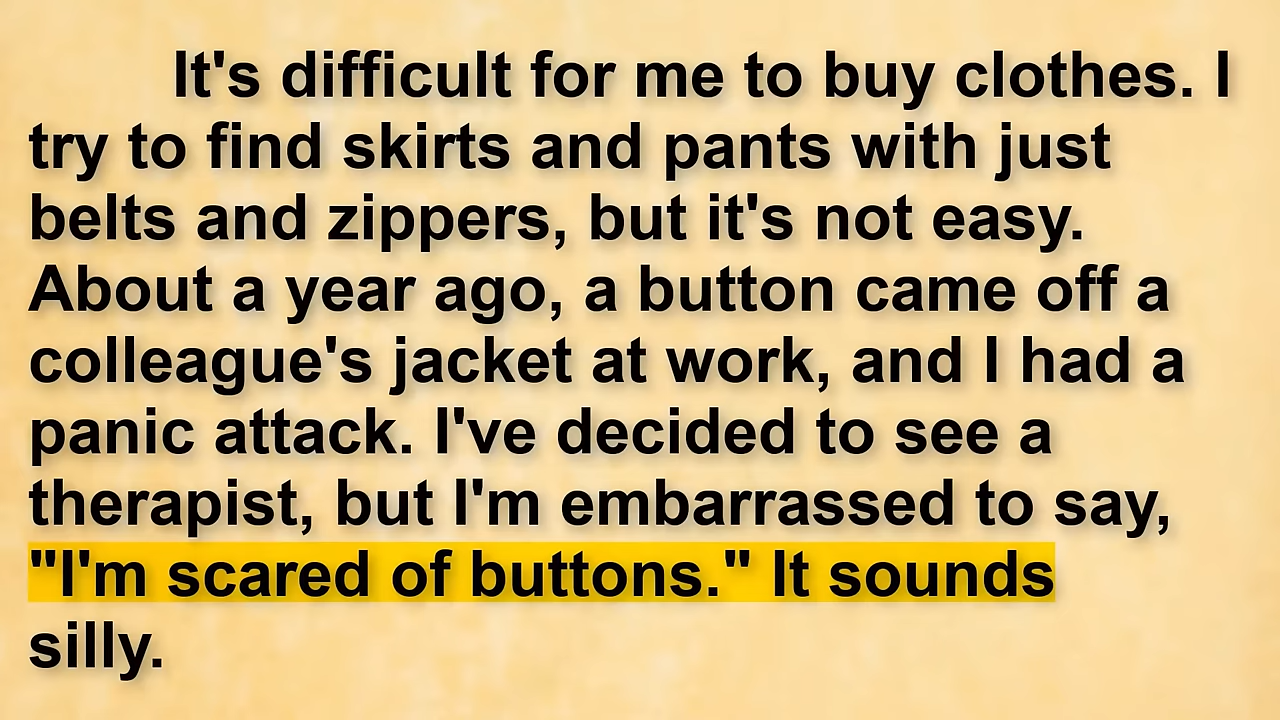 It's difficult for me to buy clothes. I
try to find skirts and pants with just
belts and zippers, but it's not easy.
About a year ago, a button came off a
colleague's jacket at work, and I had a
panic attack. I've decided to see a
therapist, but I'm embarrassed to say,
"I'm scared of buttons." It sounds
silly.